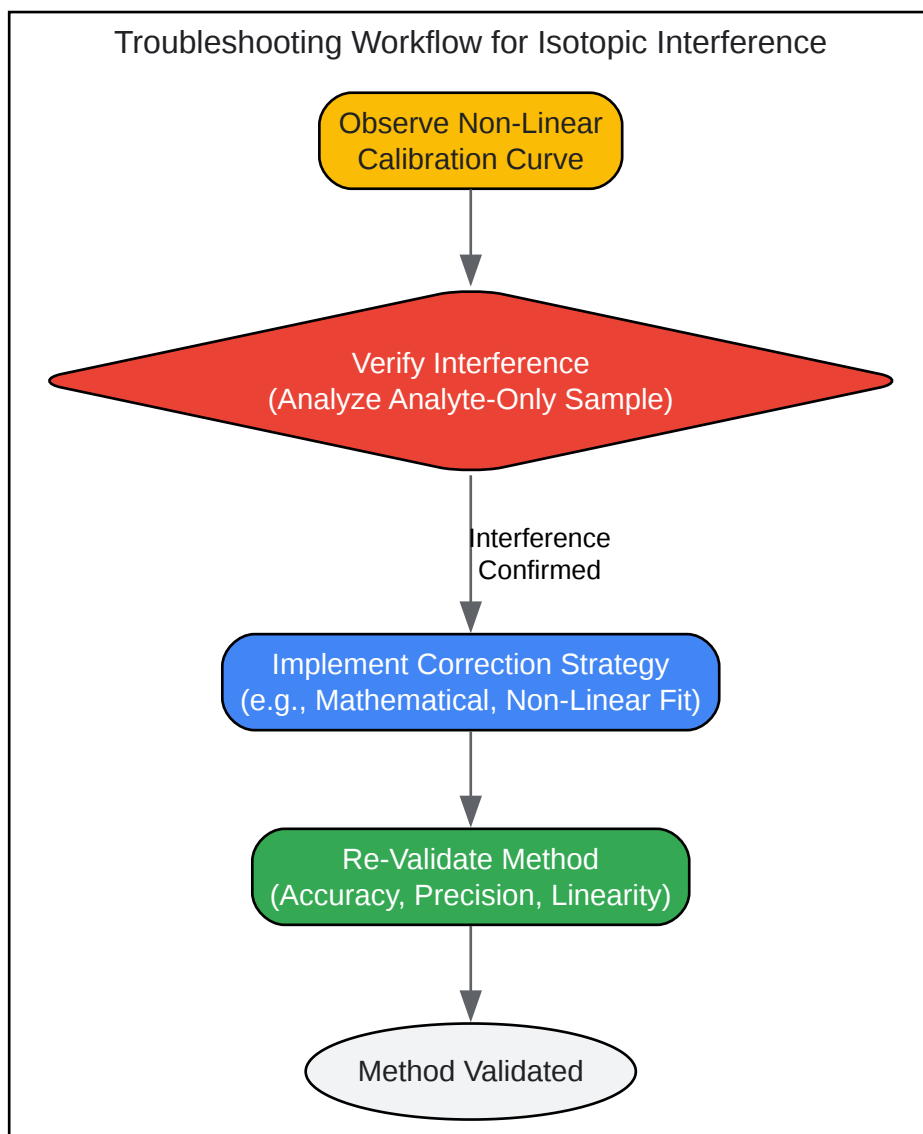 Troubleshooting Workflow for Isotopic Interference
Observe Non-Linear
Calibration Curve
Verify Interference
(Analyze Analyte-Only Sample)
Interference
Confirmed
Implement Correction Strategy
(e.g., Mathematical, Non-Linear Fit)
Re-Validate Method
(Accuracy, Precision, Linearity)
Method Validated